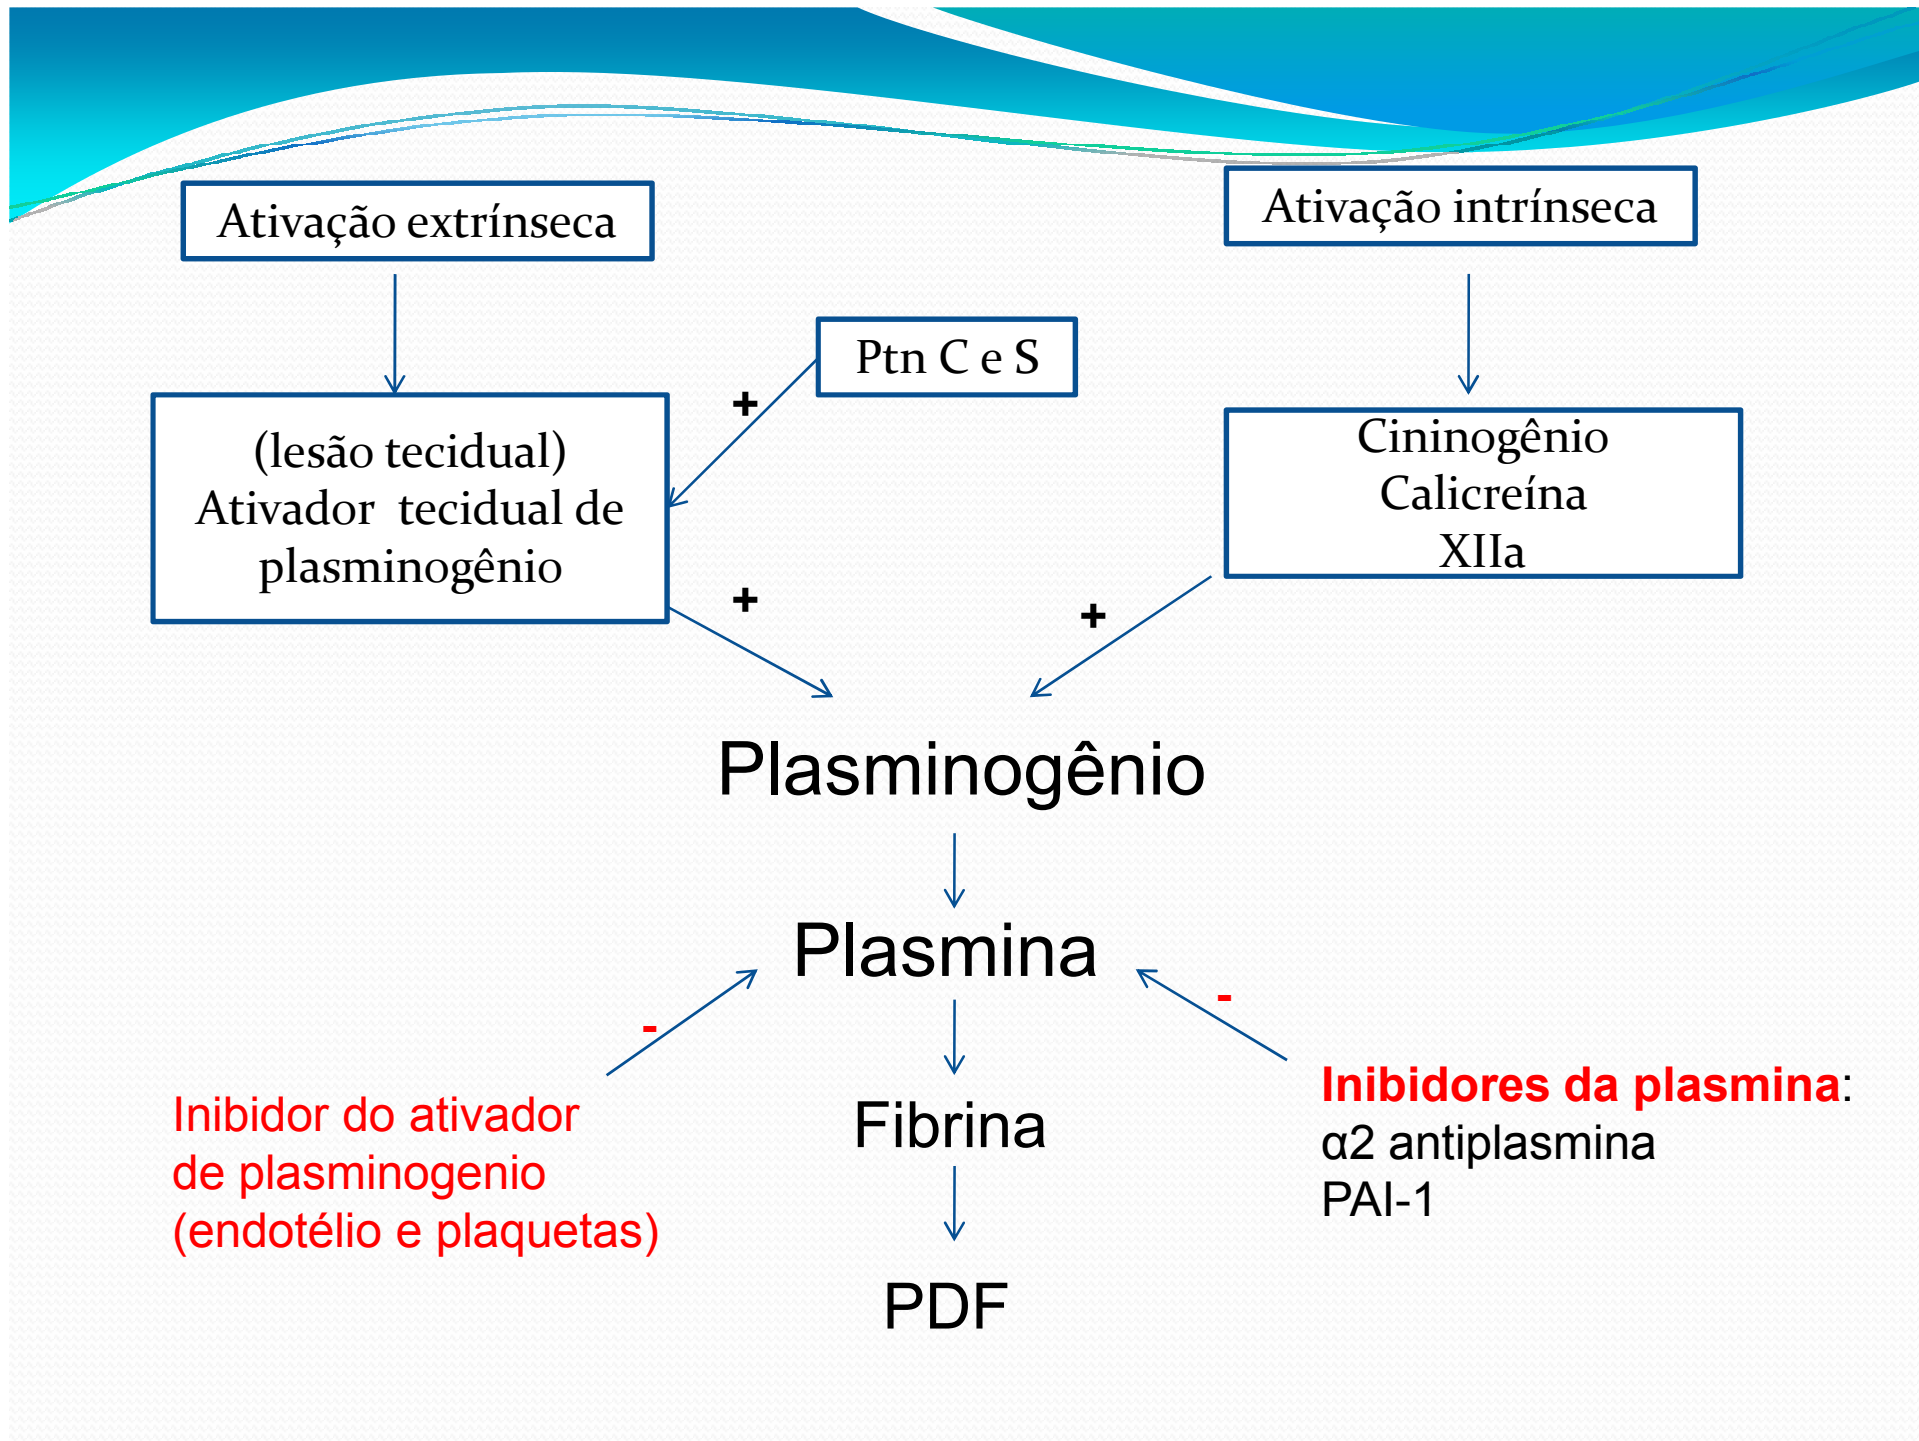 Ativação extrínseca
Ativação intrínseca
Ptn C e S
+
(lesão tecidual)
Ativador tecidual de
plasminogênio
Cininogênio
Calicreína
XIIa
+
+
Plasminogênio
Plasmina
-
-
Inibidor do ativador
de plasminogenio
(endotélio e plaquetas)
Fibrina
Inibidores da plasmina:
α2 antiplasmina
PAI-1
PDF